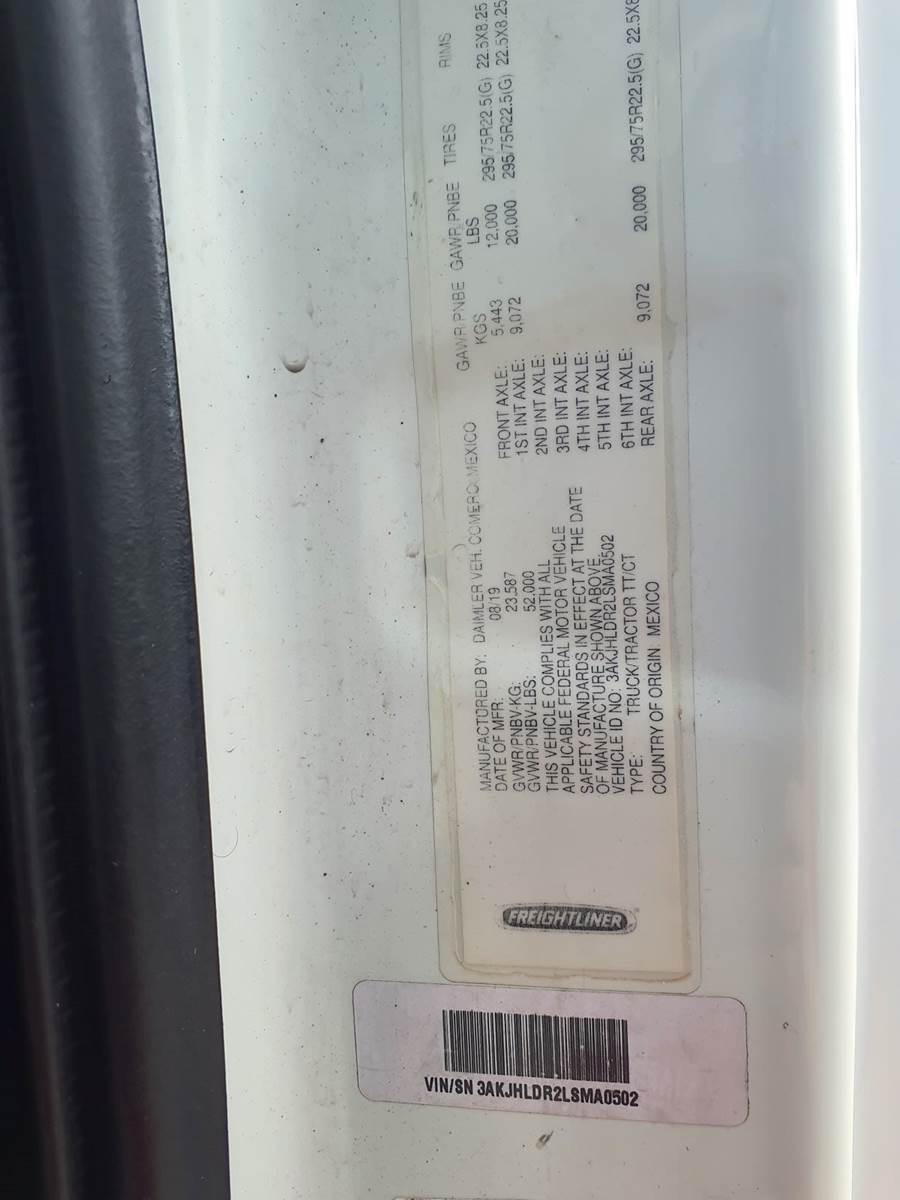 FREIGHTLINER
MANUFACTURED BY: DAIMLER VEH. COMERC. MEXICO
DATE OF MFR: 08/19
GVWR/PNBV-KG: 23,587
GVWR/PNBV-LBS: 52,000
THIS VEHICLE COMPLIES WITH ALL
APPLICABLE FEDERAL MOTOR VEHICLE
SAFETY STANDARDS IN EFFECT AT THE DATE
OF MANUFACTURE SHOWN ABOVE
VEHICLE ID NO: 3AKJHLDR2LSMA0502
TYPE: TRUCK/TRACTOR TT/CT
COUNTRY OF ORIGIN MEXICO
GAWR/PNBE GAWR/PNBE TIRES RIMS
KGS LBS
FRONT AXLE: 5,443 12,000 295/75R22.5(G) 22.5X8.25
1ST INT AXLE: 9,072 20,000 295/75R22.5(G) 22.5X8.25
2ND INT AXLE:
3RD INT AXLE:
4TH INT AXLE:
5TH INT AXLE:
6TH INT AXLE:
REAR AXLE: 9,072 20,000 295/75R22.5(G) 22.5X8
VIN/SN 3AKJHLDR2LSMA0502